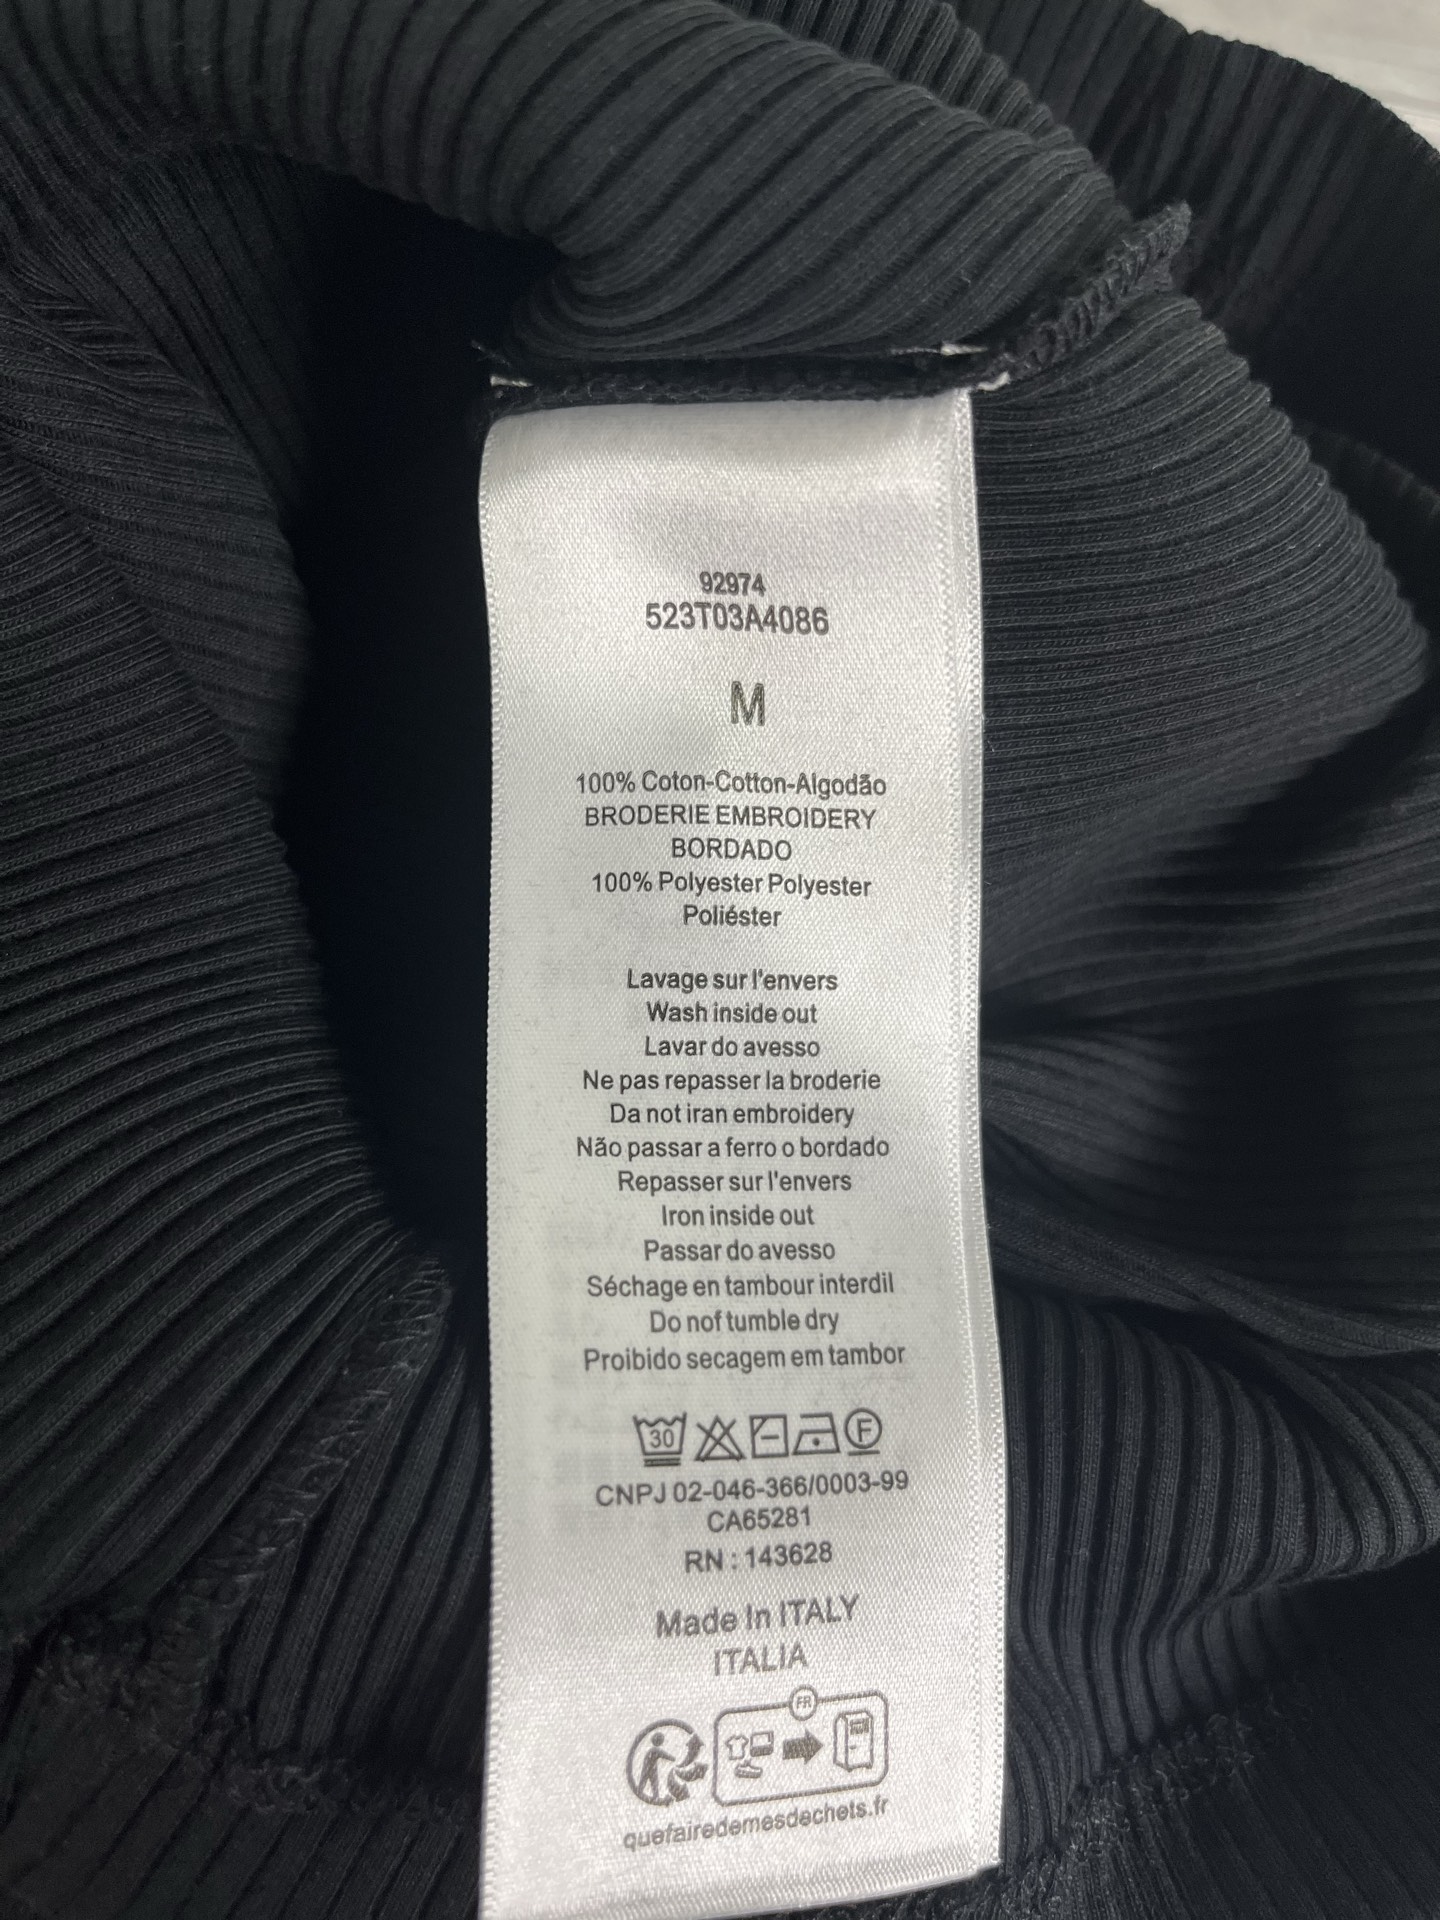 92974
523T03A4086
M
100% Coton-Cotton-Algodão
BRODERIE EMBROIDERY
BORDADO
100% Polyester Polyester
Poliéster
Lavage sur l'envers
Wash inside out
Lavar do avesso
Ne pas repasser la broderie
Da not iran embroidery
Não passar a ferro o bordado
Repasser sur l'envers
Iron inside out
Passar do avesso
Séchage en tambour interdil
Do nof tumble dry
Proibido secagem em tambor
30 F
CNPJ 02-046-366/0003-99
CA65281
RN : 143628
Made In ITALY
ITALIA
FR
quefairedemesdechets.fr